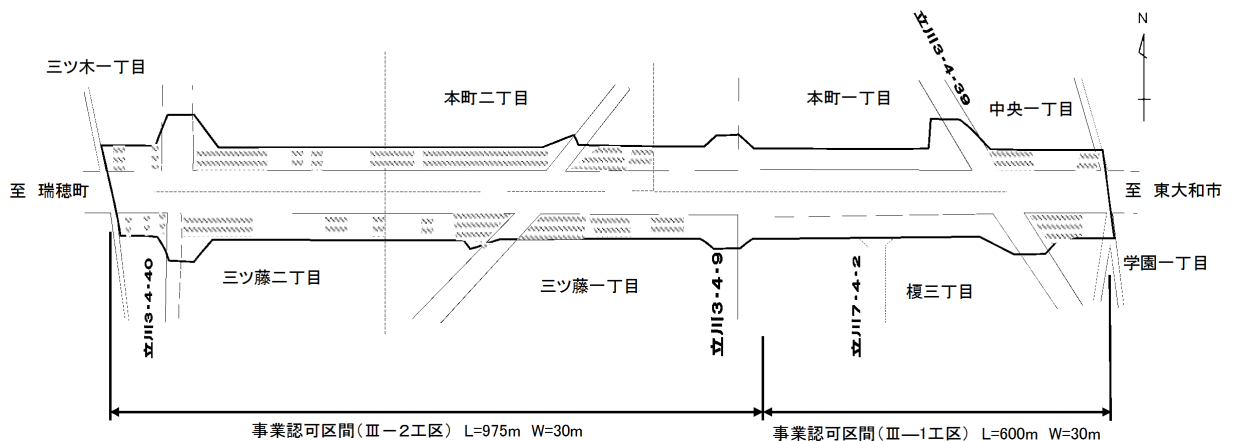 N
立川3・4・39
三ツ木一丁目
本町二丁目
本町一丁目
中央一丁目
至 瑞穂町
至 東大和市
学園一丁目
三ツ藤二丁目
三ツ藤一丁目
榎三丁目
立川3・4・40
立川3・4・9
立川7・4・2
事業認可区間(Ⅲ－2工区) L=975m W=30m
事業認可区間(Ⅲ―1工区) L=600m W=30m